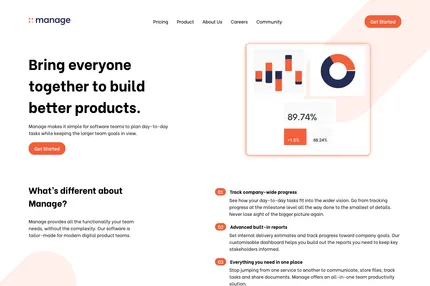 manage
Pricing Product About Us Careers Community
Get Started
Bring everyone
together to build
better products.
Manage makes it simple for software teams to plan day-to-day
tasks while keeping the larger team goals in view.
Get Started
89.74%
+1.5%
88.24%
What's different about
Manage?
Manage provides all the functionality your team
needs, without the complexity. Our software is
tailor-made for modern digital product teams.
01 Track company-wide progress
See how your day-to-day tasks fit into the wider vision. Go from tracking
progress at the milestone level all the way done to the smallest of details.
Never lose sight of the bigger picture again.
02 Advanced built-in reports
Set internal delivery estimates and track progress toward company goals. Our
customisable dashboard helps you build out the reports you need to keep key
stakeholders informed.
03 Everything you need in one place
Stop jumping from one service to another to communicate, store files, track
tasks and share documents. Manage offers an all-in-one team productivity
slution.